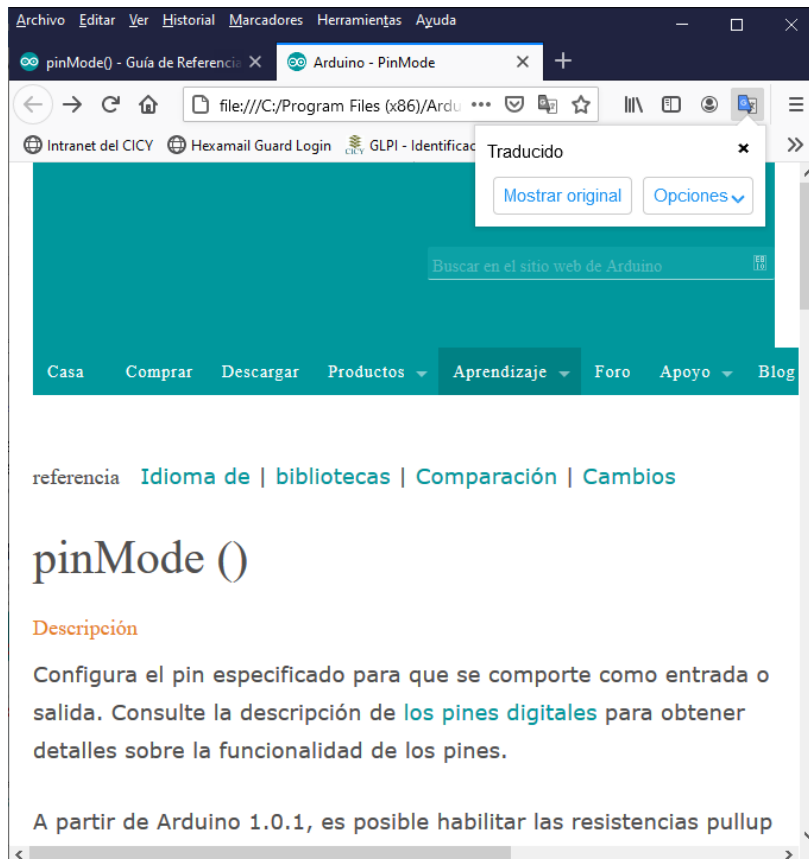 Archivo Editar Ver Historial Marcadores Herramientas Ayuda
pinMode() - Guía de Referencia
Arduino - PinMode
file:///C:/Program Files (x86)/Ardu
Intranet del CICY Hexamail Guard Login GLPI - Identificac
Traducido
Mostrar original Opciones
Buscar en el sitio web de Arduino
Casa Comprar Descargar Productos Aprendizaje Foro Apoyo Blog
referencia Idioma de | bibliotecas | Comparación | Cambios
pinMode ()
Descripción
Configura el pin especificado para que se comporte como entrada o
salida. Consulte la descripción de los pines digitales para obtener
detalles sobre la funcionalidad de los pines.
A partir de Arduino 1.0.1, es posible habilitar las resistencias pullup